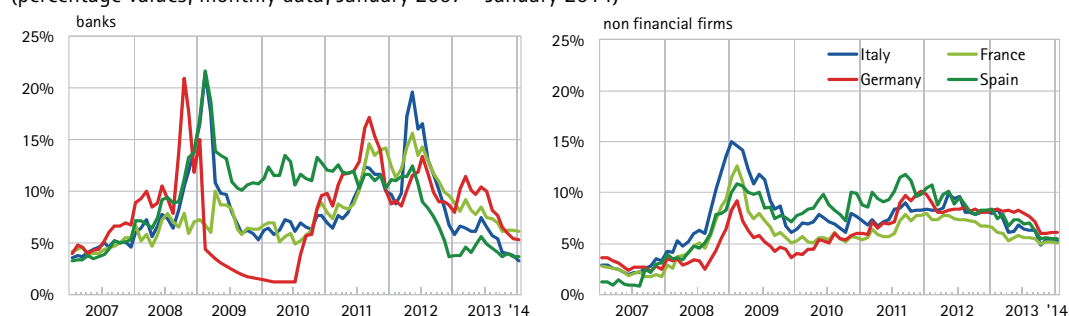 (percentage values; monthly data; January 2007 – January 2014)
banks
25%
20%
15%
10%
5%
0%
2007 2008 2009 2010 2011 2012 2013 '14
non financial firms
25%
20%
15%
10%
5%
0%
Italy France
Germany Spain
2007 2008 2009 2010 2011 2012 2013 '14